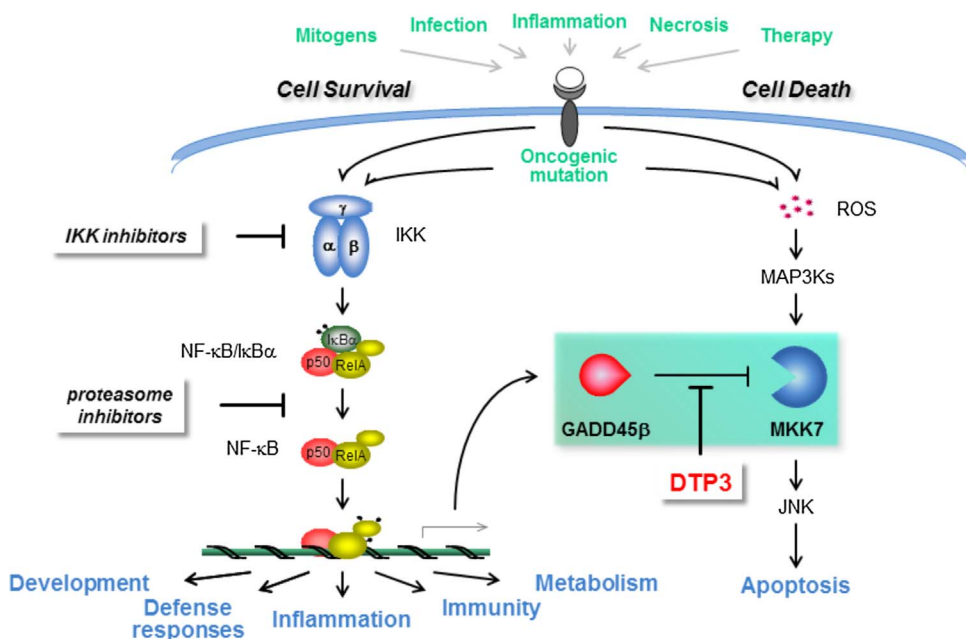 Mitogens
Infection
Inflammation
Necrosis
Therapy
Cell Survival
Cell Death
Oncogenic
mutation
γ
α β
IKK
IKK inhibitors
ROS
MAP3Ks
NF-κB/IκBα
IκBα
p50 RelA
proteasome
inhibitors
NF-κB
p50 RelA
GADD45β
MKK7
DTP3
JNK
Development
Defense
responses
Inflammation
Immunity
Metabolism
Apoptosis